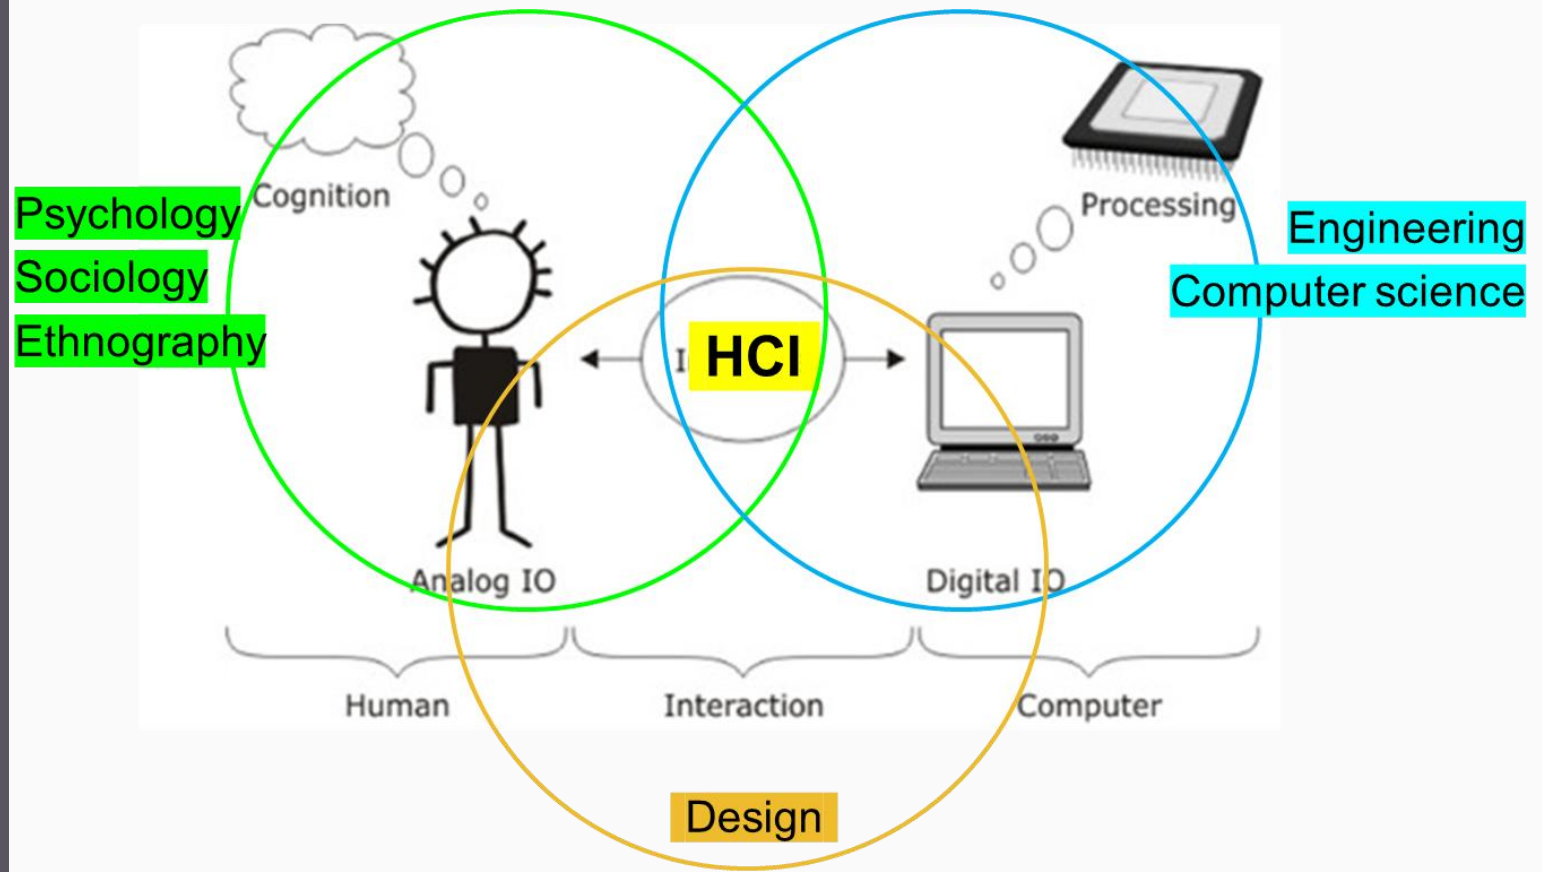 Cognition
Processing
Psychology
Sociology
Ethnography
Engineering
Computer science
HCI
Analog IO
Digital IO
Human
Interaction
Computer
Design